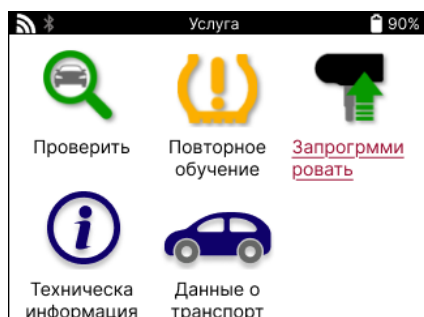 Услуга 90%
Проверить Повторное Запрогрмми
обучение ровать
Техническа Данные о
информация транспорт